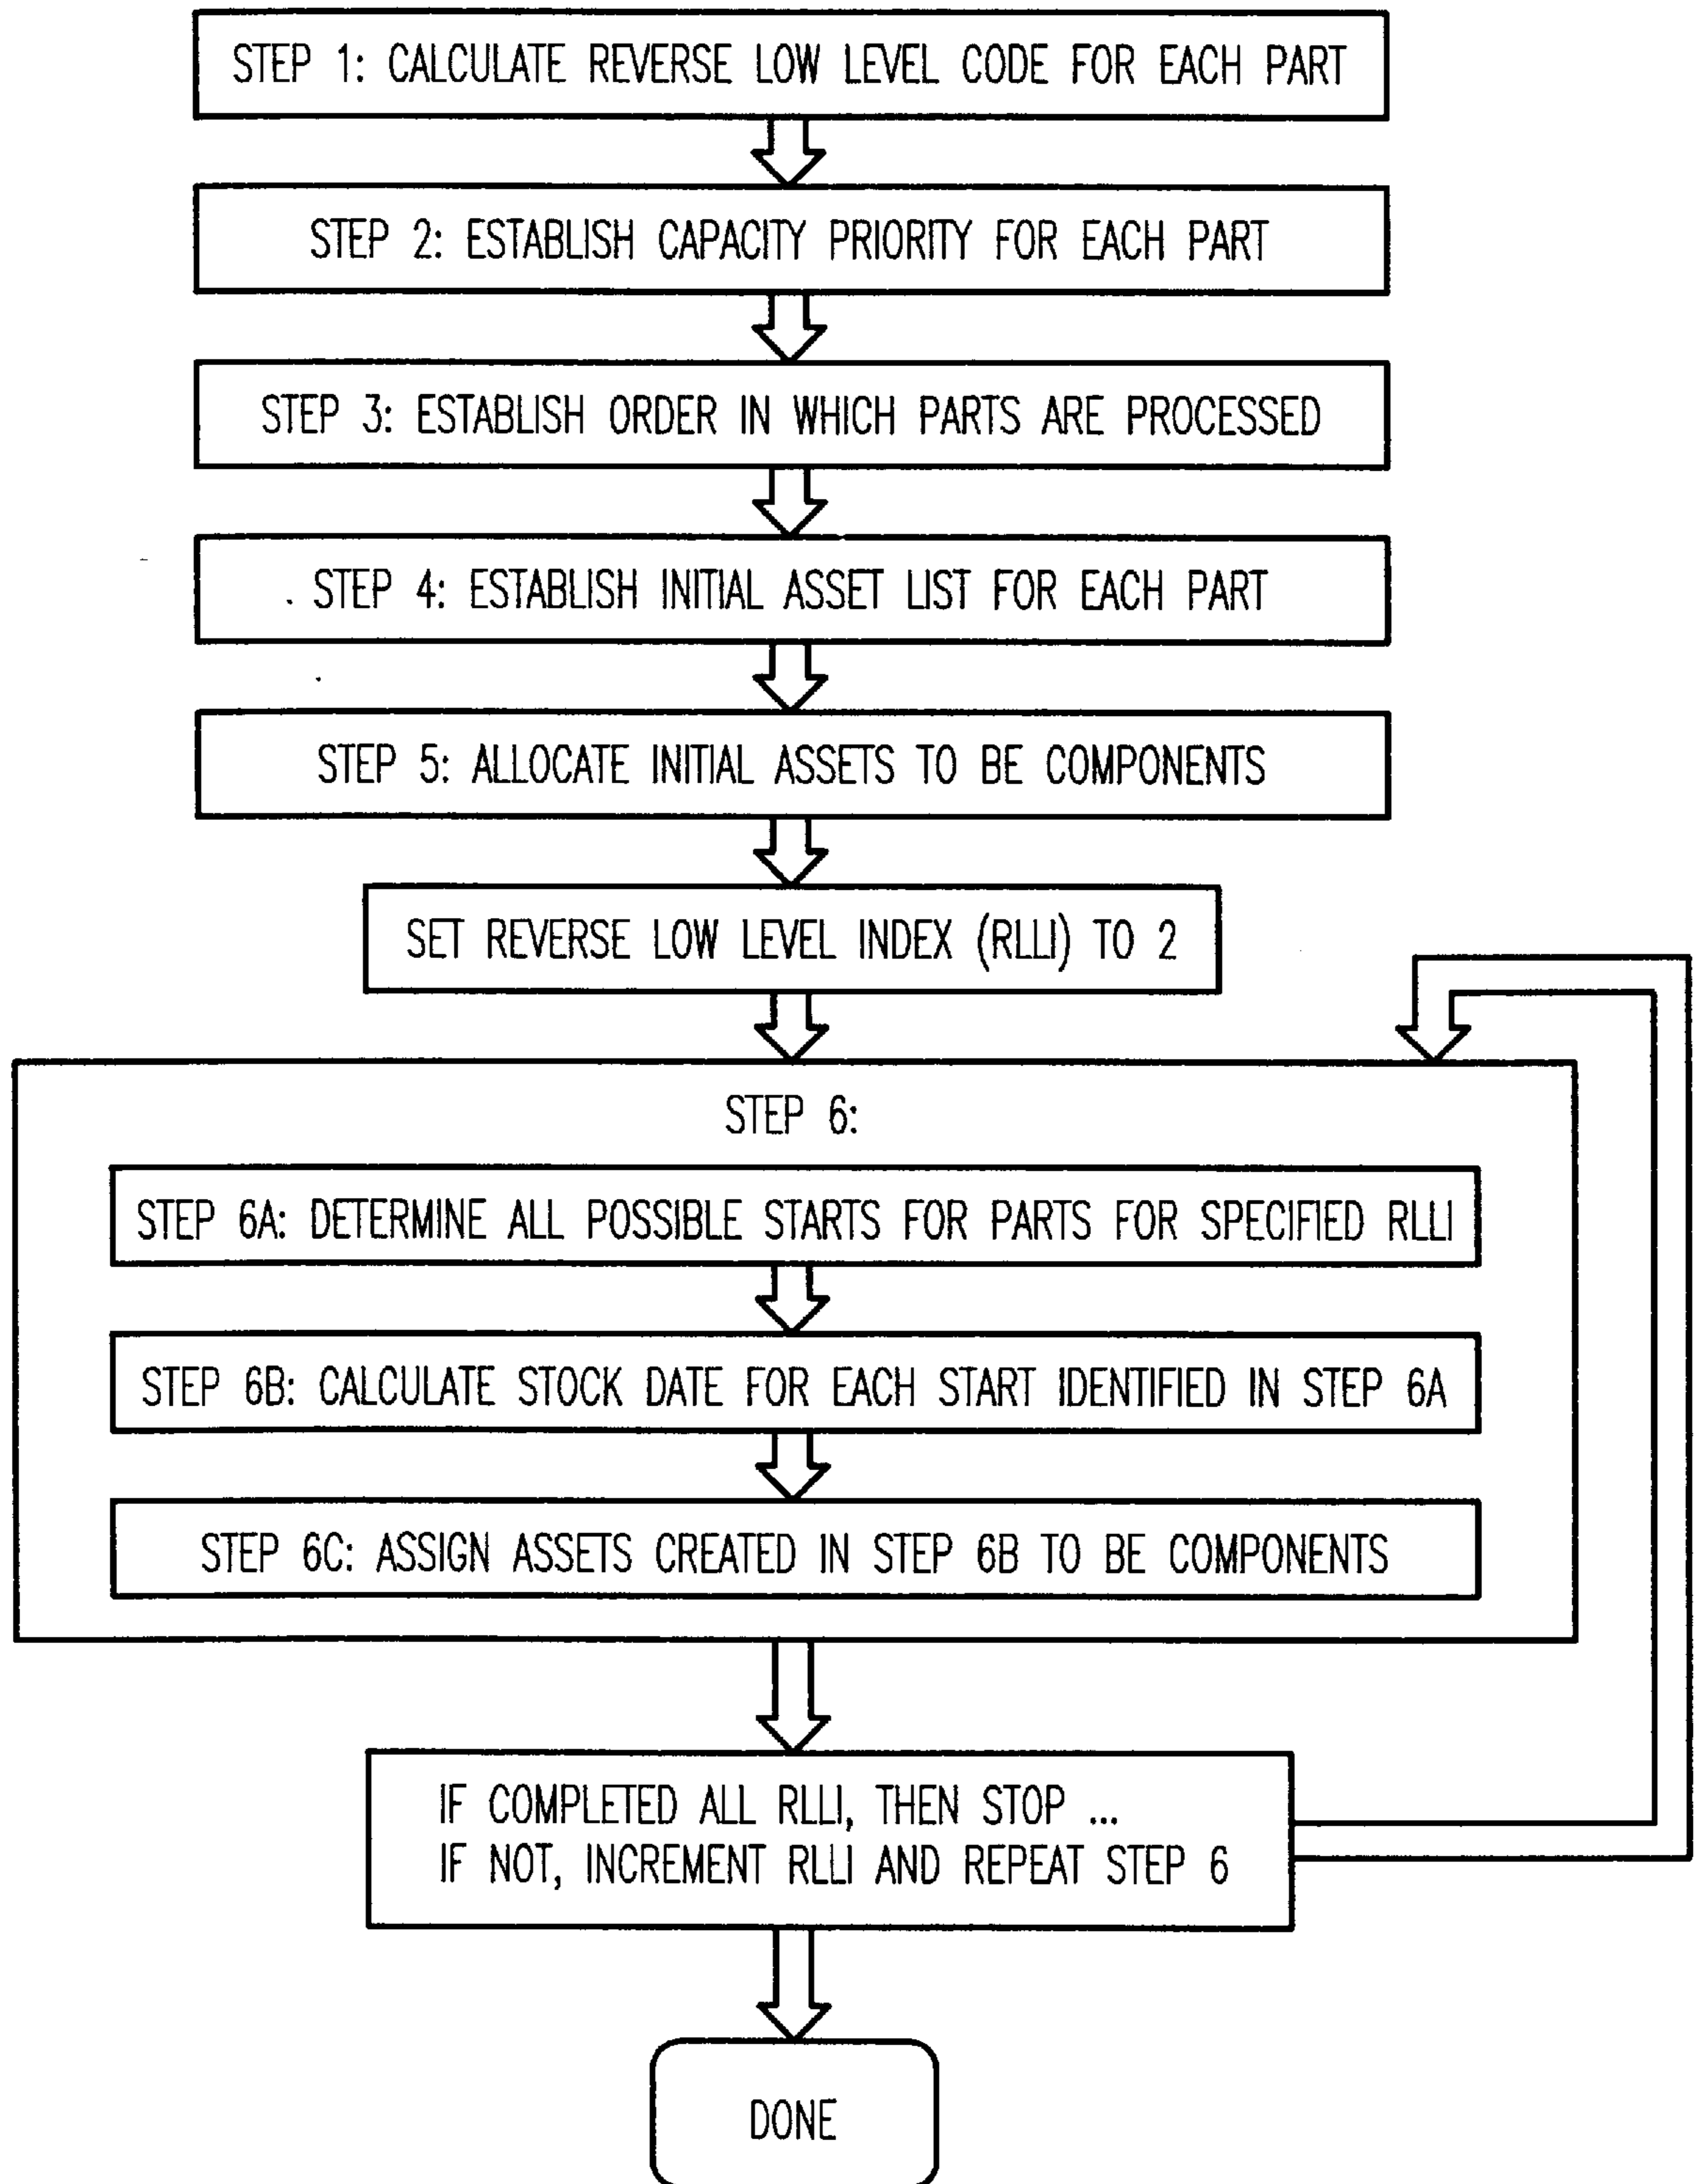 STEP 1: CALCULATE REVERSE LOW LEVEL CODE FOR EACH PART
STEP 2: ESTABLISH CAPACITY PRIORITY FOR EACH PART
STEP 3: ESTABLISH ORDER IN WHICH PARTS ARE PROCESSED
STEP 4: ESTABLISH INITIAL ASSET LIST FOR EACH PART
STEP 5: ALLOCATE INITIAL ASSETS TO BE COMPONENTS
SET REVERSE LOW LEVEL INDEX (RLLI) TO 2
STEP 6:
STEP 6A: DETERMINE ALL POSSIBLE STARTS FOR PARTS FOR SPECIFIED RLLI
STEP 6B: CALCULATE STOCK DATE FOR EACH START IDENTIFIED IN STEP 6A
STEP 6C: ASSIGN ASSETS CREATED IN STEP 6B TO BE COMPONENTS
IF COMPLETED ALL RLLI, THEN STOP ...
IF NOT, INCREMENT RLLI AND REPEAT STEP 6
DONE